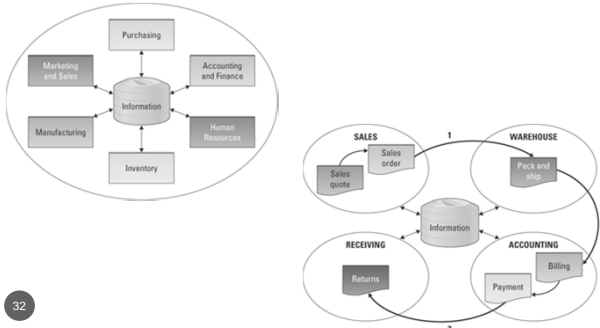 Purchasing
Marketing
and Sales
Accounting
and Finance
Information
Manufacturing
Human
Resources
Inventory
SALES
1
WAREHOUSE
Sales
order
Sales
quote
Pack and
ship
Information
RECEIVING
ACCOUNTING
Returns
Billing
Payment
32